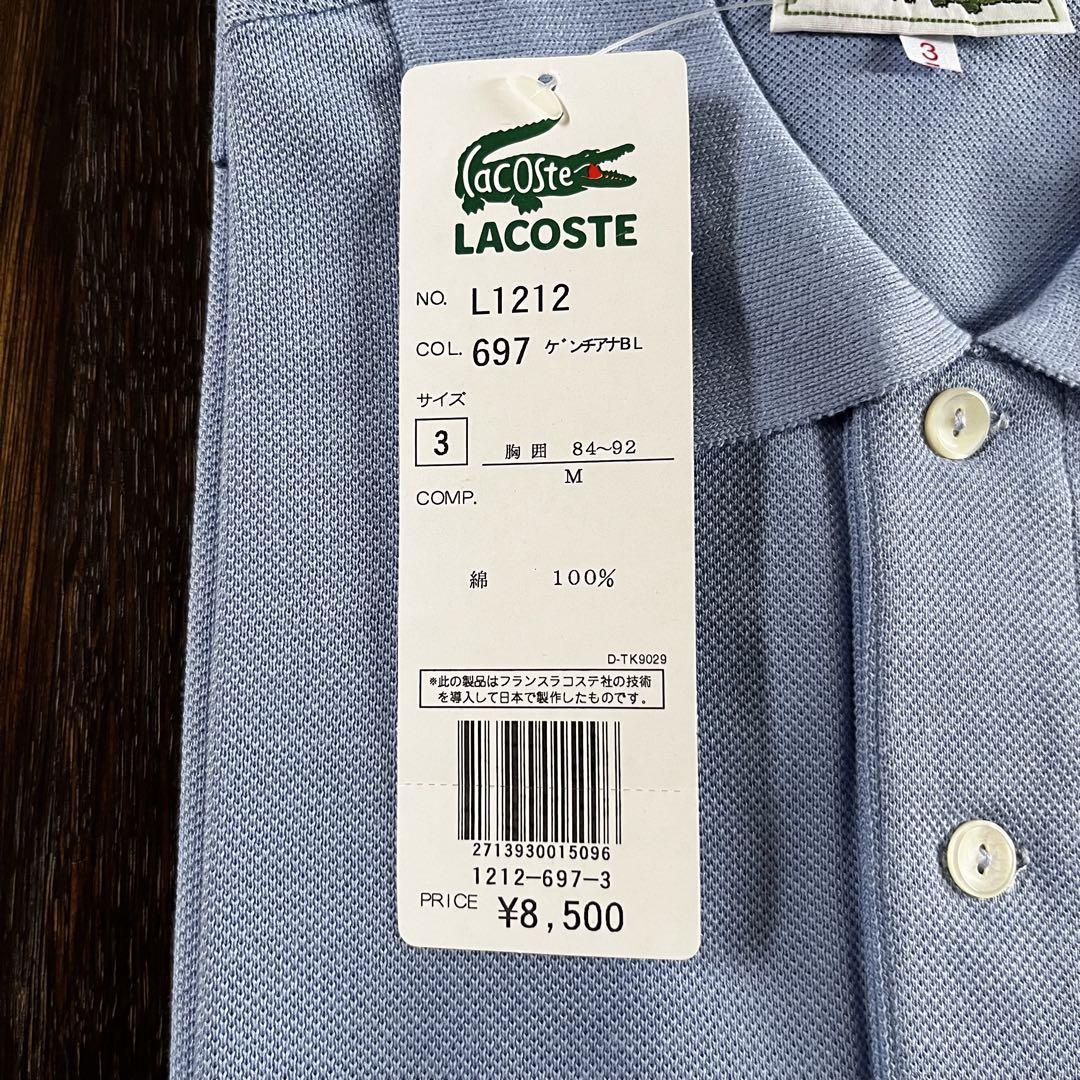 3
Lacoste
LACOSTE
NO. L1212
COL. 697 ゲンチアナBL
サイズ
3 胸囲 84~92
M
COMP.
綿 100%
D-TK9029
※此の製品はフランスラコステ社の技術
を導入して日本で製作したものです。
2713930015096
1212-697-3
PRICE ¥8,500